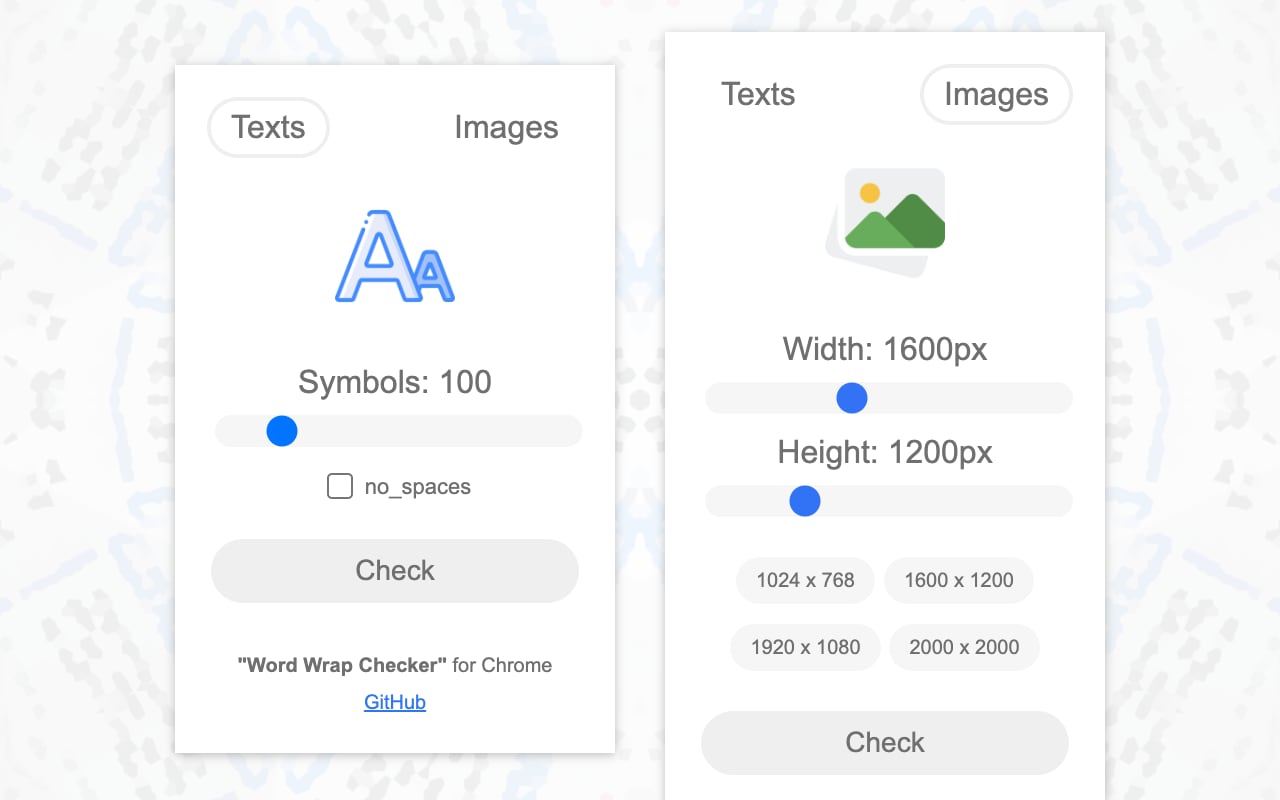 Texts Images
Symbols: 100
no_spaces
Check
"Word Wrap Checker" for Chrome
GitHub
Texts Images
Width: 1600px
Height: 1200px
1024 x 768 1600 x 1200
1920 x 1080 2000 x 2000
Check